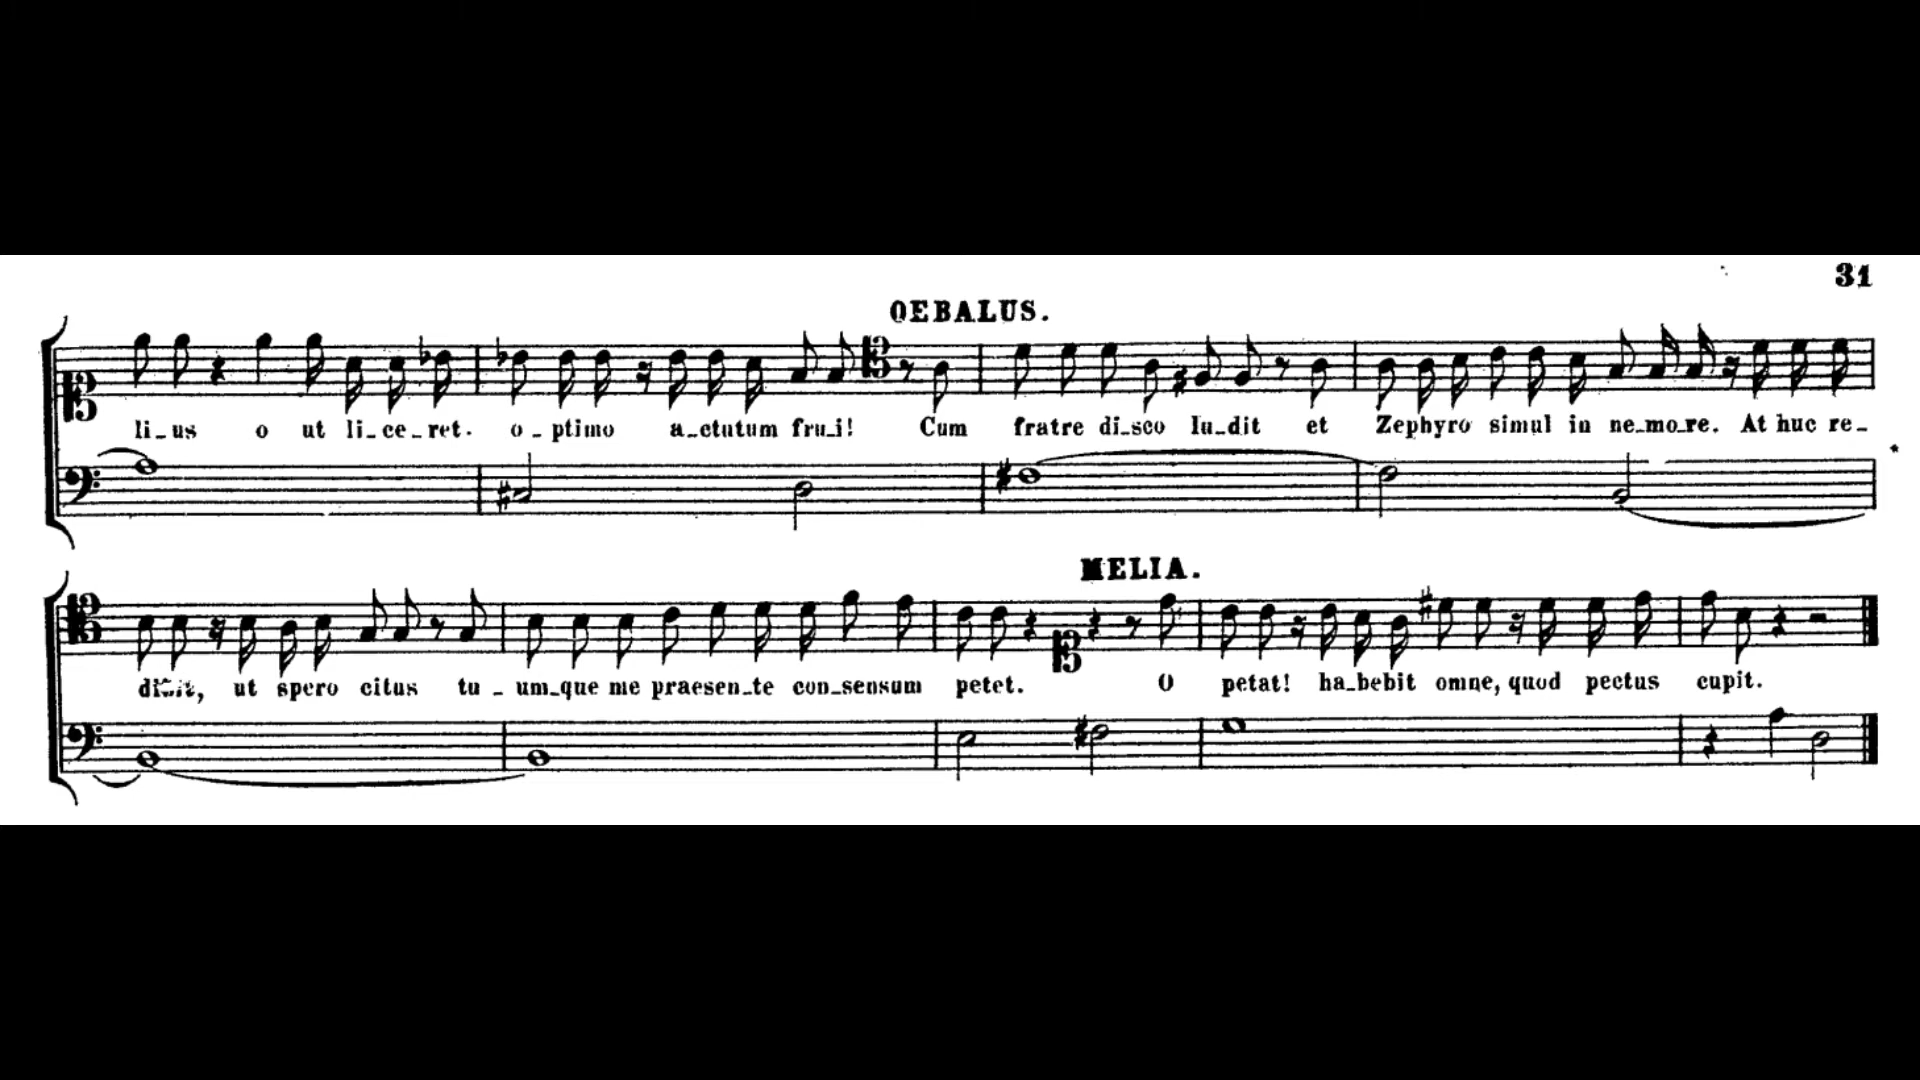 31
OEBALUS.
li_us o ut li_ce_ret. o_ptimo a_ctutum fru_i! Cum fratre di_sco lu_dit et Zephyro simul in ne_mo_re. At huc re_
MELIA.
ut spero citus tu_um_que me praesen_te con_sensum petet. O petat! ha_bebit omne, quod pectus cupit.